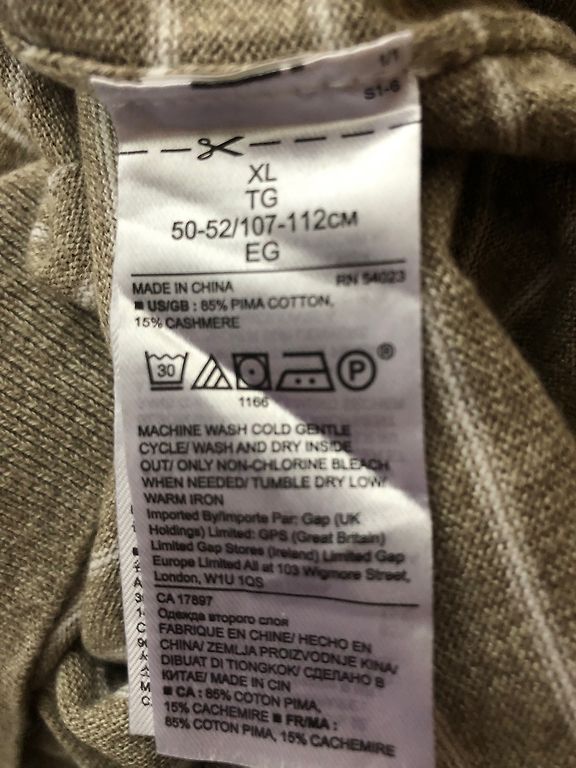 1/1
S1-6
XL
TG
50-52/107-112CM
EG
MADE IN CHINA RN 54023
■ US/GB : 85% PIMA COTTON,
15% CASHMERE
30 P ®
1166
MACHINE WASH COLD GENTLE
CYCLE/ WASH AND DRY INSIDE
OUT/ ONLY NON-CHLORINE BLEACH
WHEN NEEDED/ TUMBLE DRY LOW/
WARM IRON
Imported By/Importe Par: Gap (UK
Holdings) Limited: GPS (Great Britain)
Limited Gap Stores (Ireland) Limited Gap
Europe Limited All at 103 Wigmore Street,
London, W1U 1QS
CA 17897
Одежда второго слоя
FABRIQUE EN CHINE/ HECHO EN
CHINA/ ZEMLJA PROIZVODNJE KINA/
DIBUAT DI TIONGKOK/ СДЕЛАНО В
КИТАЕ/ MADE IN CIN
■ CA : 85% COTON PIMA,
15% CACHEMIRE ■ FR/MA :
85% COTON PIMA, 15% CACHEMIRE